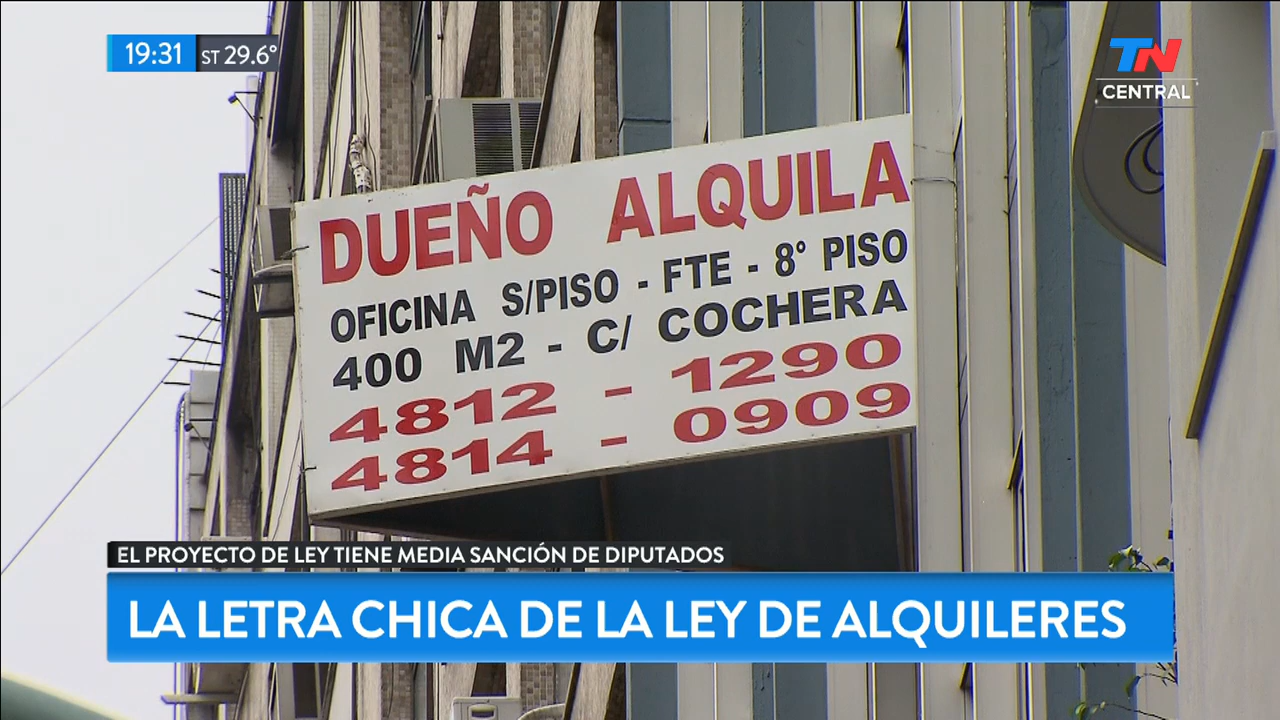 19:31 ST 29.6°
TN
CENTRAL
DUEÑO ALQUILA
OFICINA S/PISO - FTE - 8° PISO
400 M2 - C/ COCHERA
4812 - 1290
4814 - 0909
EL PROYECTO DE LEY TIENE MEDIA SANCIÓN DE DIPUTADOS
LA LETRA CHICA DE LA LEY DE ALQUILERES